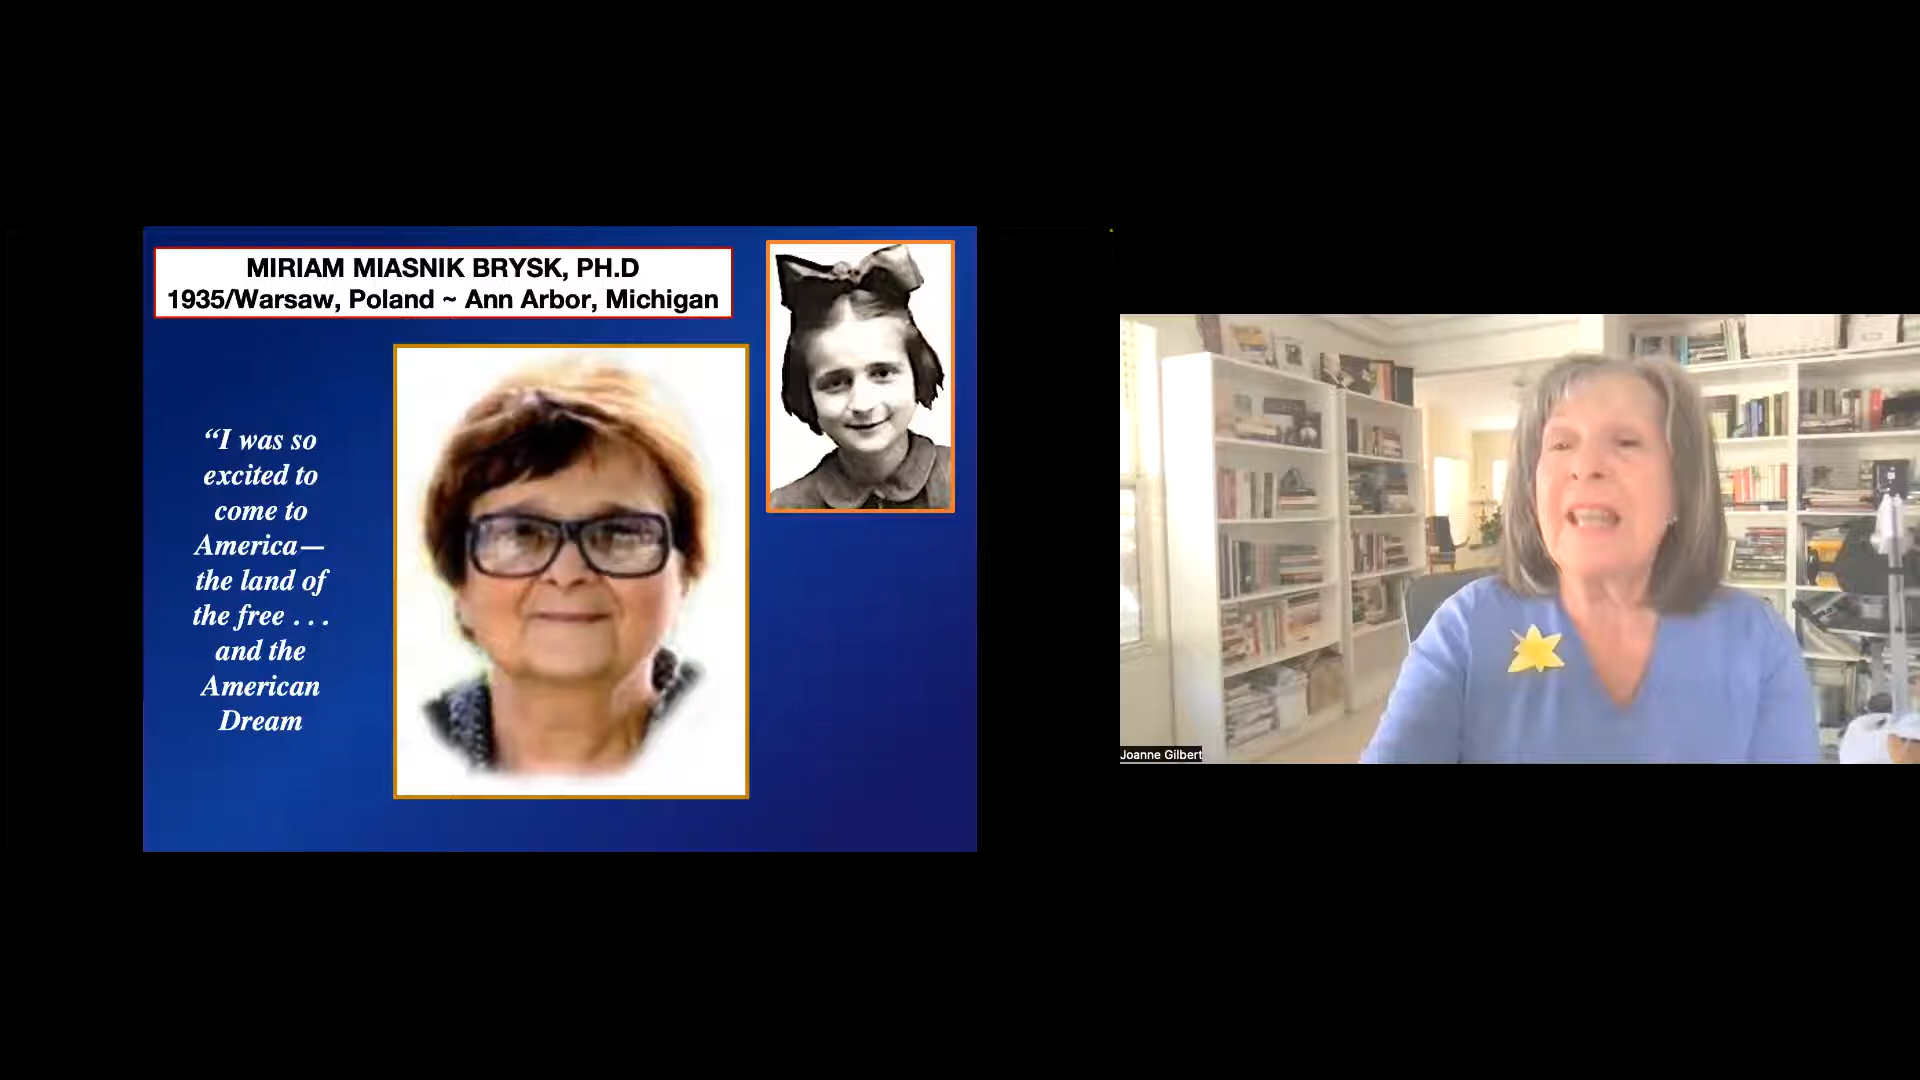 MIRIAM MIASNIK BRYSK, PH.D
1935/Warsaw, Poland ~ Ann Arbor, Michigan
“I was so
excited to
come to
America—
the land of
the free . . .
and the
American
Dream
Joanne Gilbert